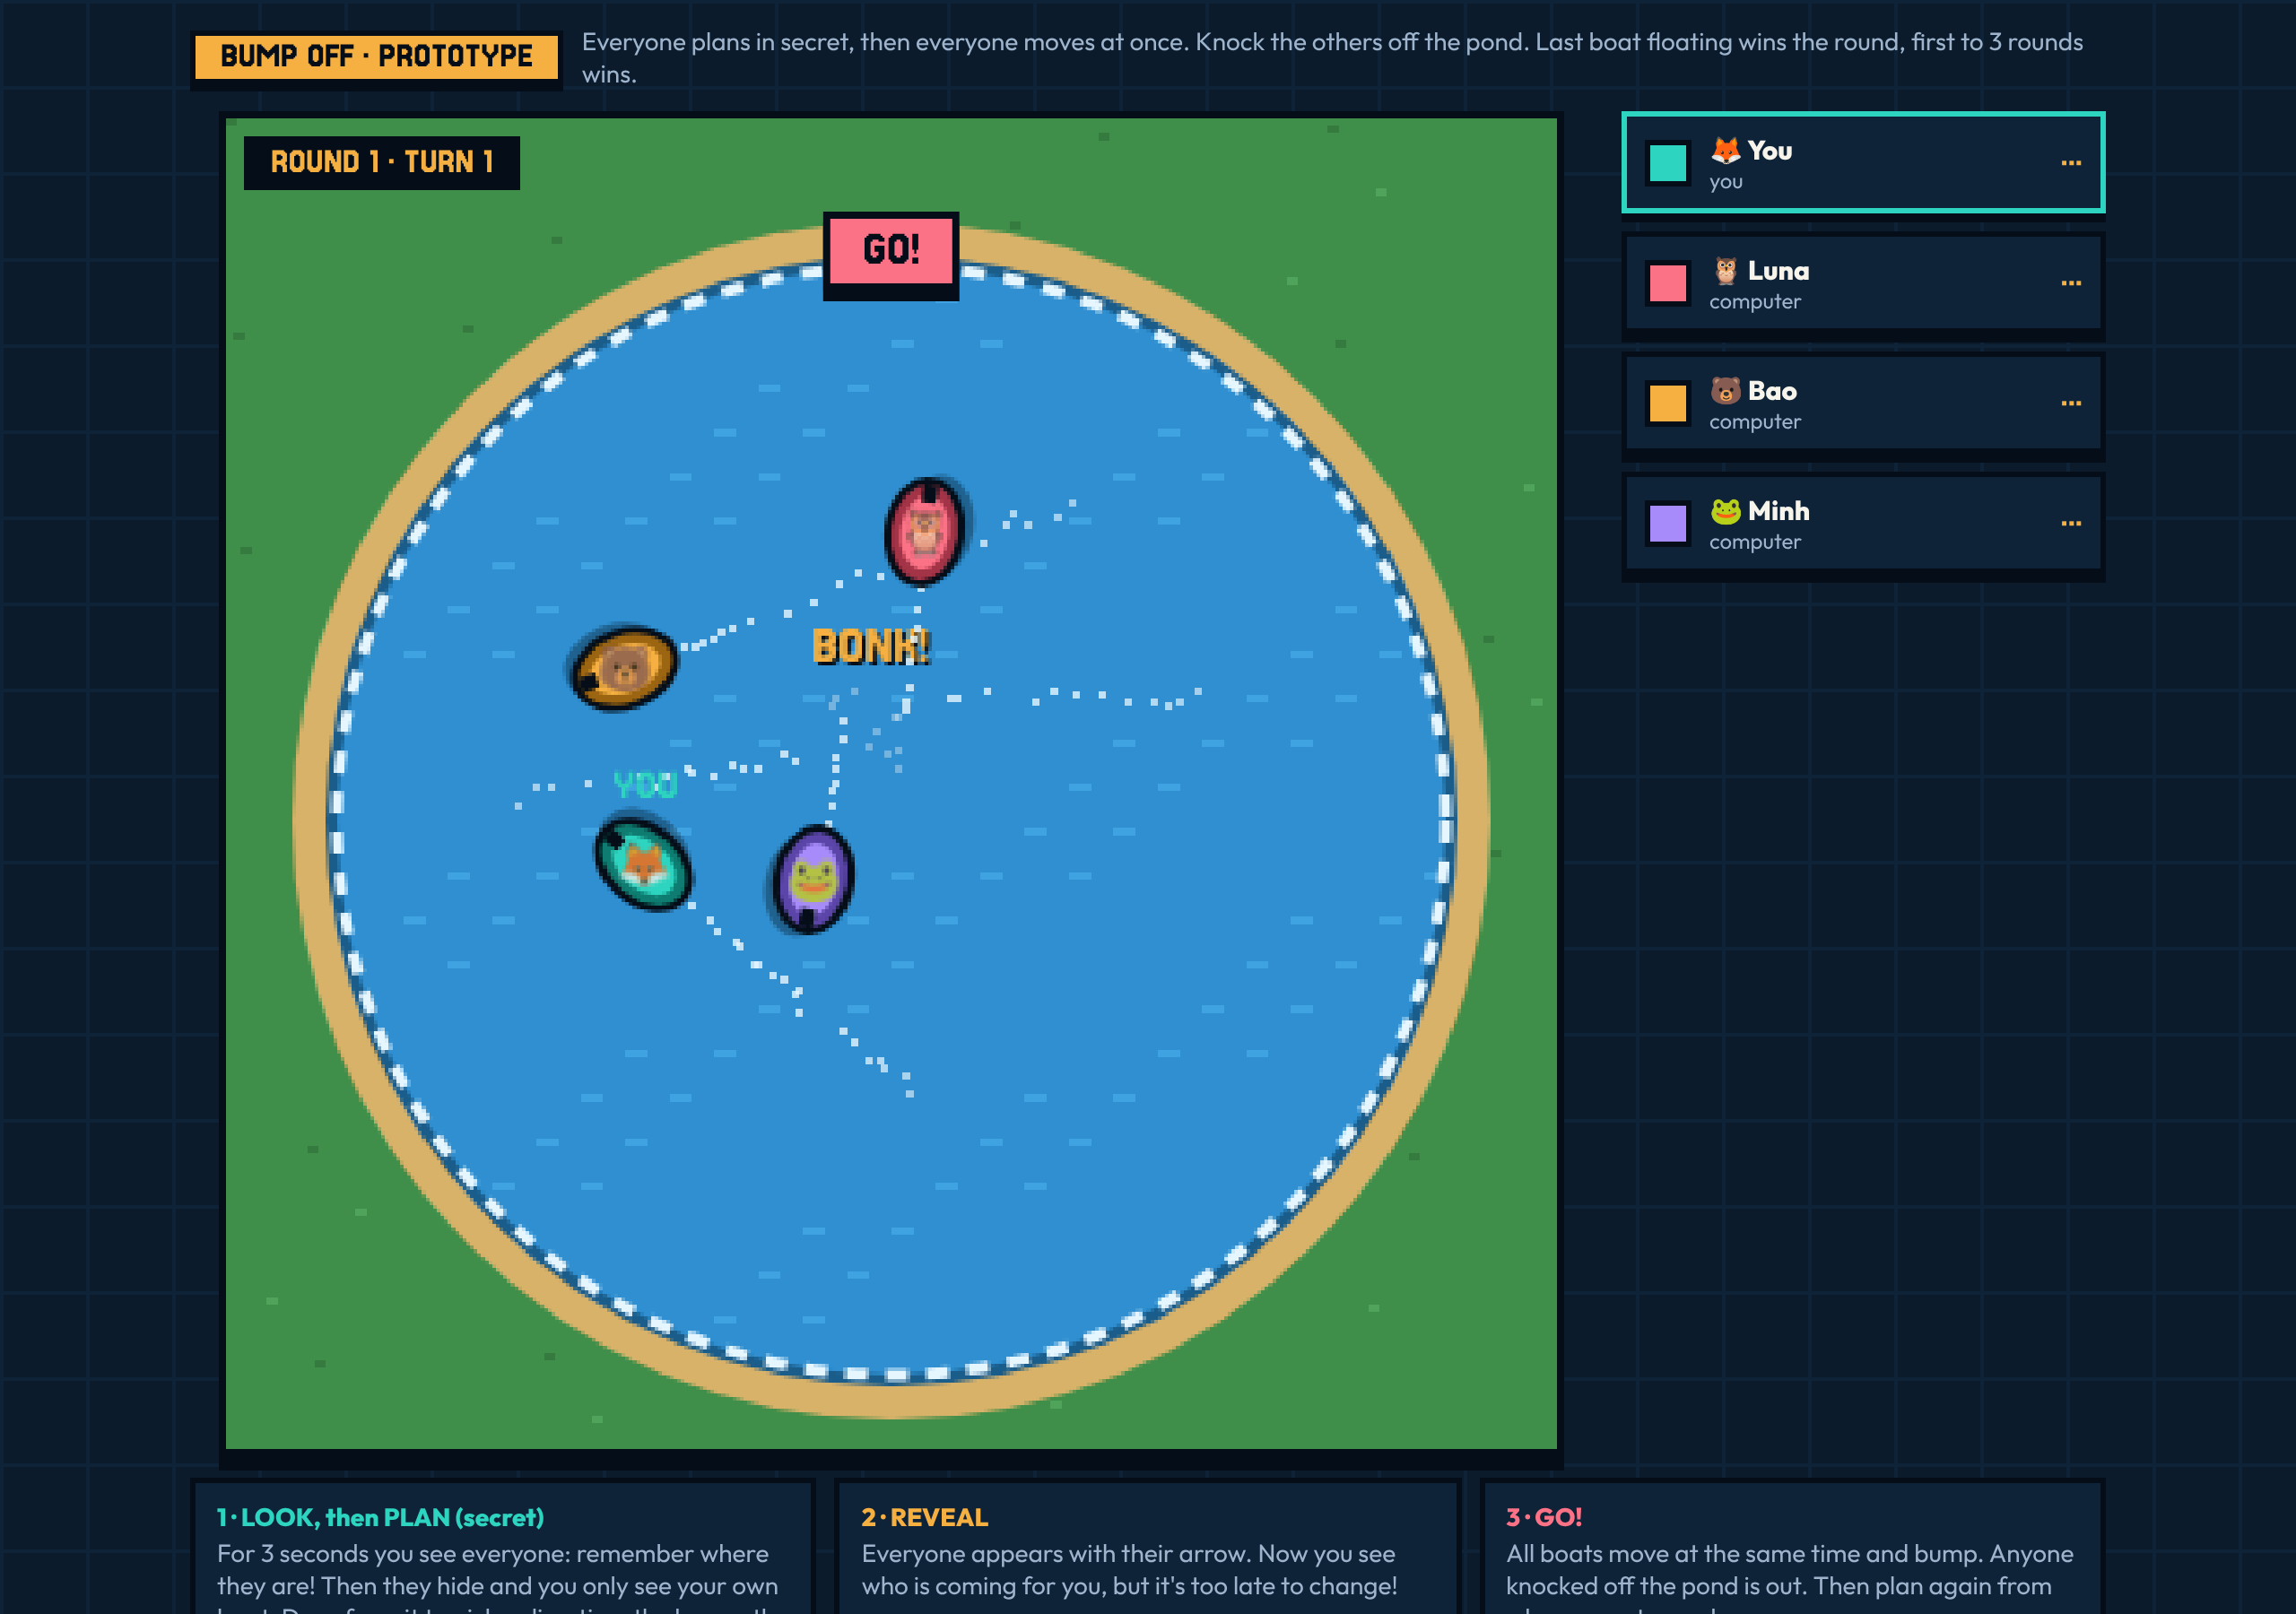 BUMP OFF · PROTOTYPE
Everyone plans in secret, then everyone moves at once. Knock the others off the pond. Last boat floating wins the round, first to 3 rounds
wins.
ROUND 1 · TURN 1
GO!
BONK!
YOU
You
you
...
Luna
computer
...
Bao
computer
...
Minh
computer
...
1 · LOOK, then PLAN (secret)
For 3 seconds you see everyone: remember where
they are! Then they hide and you only see your own
2 · REVEAL
Everyone appears with their arrow. Now you see
who is coming for you, but it's too late to change!
3 · GO!
All boats move at the same time and bump. Anyone
knocked off the pond is out. Then plan again from